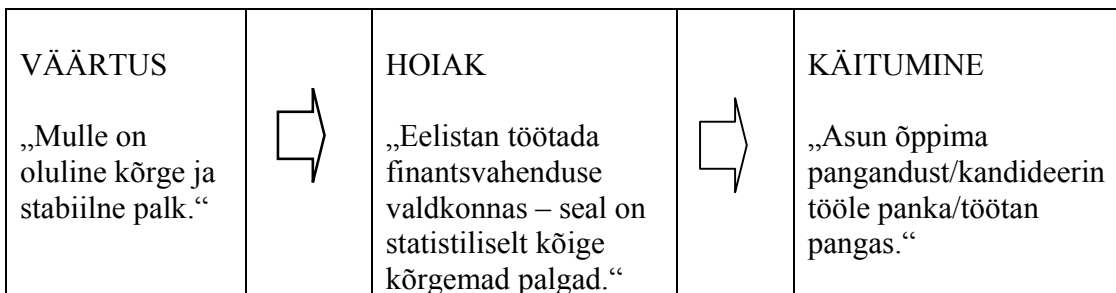 VÄÄRTUS
„Mulle on
oluline kõrge ja
stabiilne palk.“
HOIAK
„Eelistan töötada
finantsvahenduse
valdkonnas – seal on
statistiliselt kõige
kõrgemad palgad.“
KÄITUMINE
„Asun õppima
pangandust/kandideerin
tööle panka/töötan
pangas.“